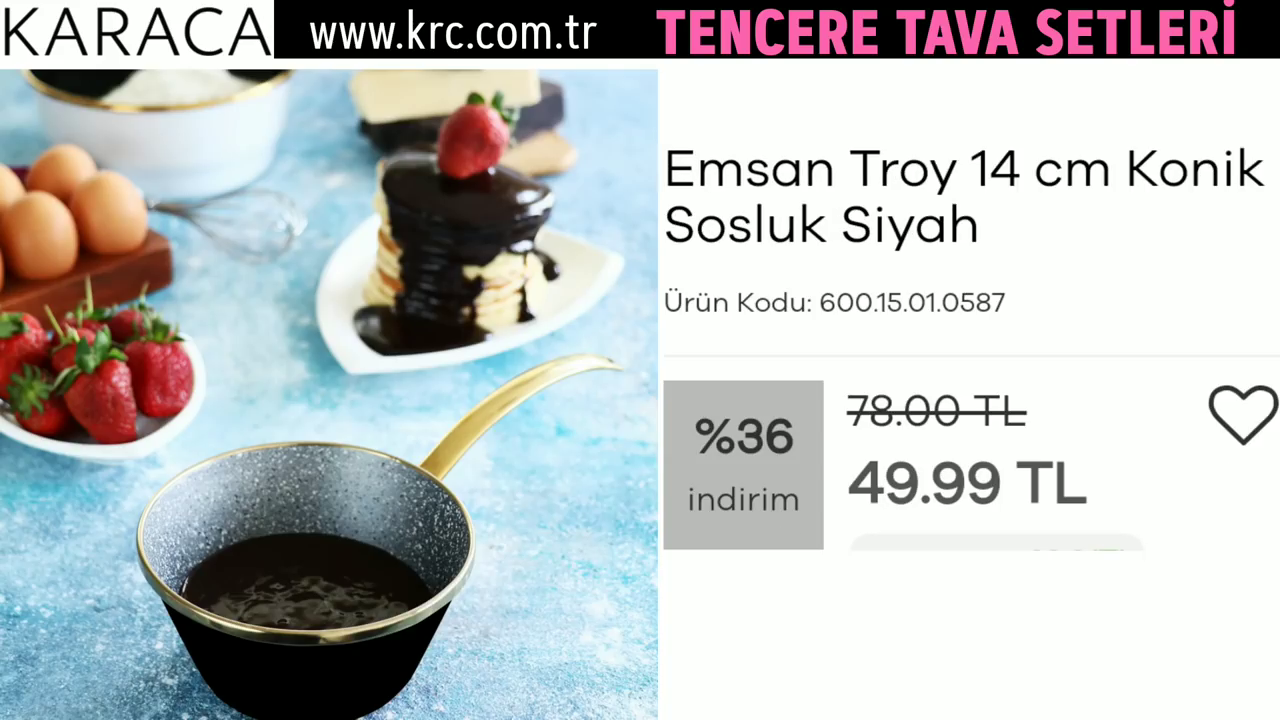 KARACA
www.krc.com.tr
TENCERE TAVA SETLERİ
Emsan Troy 14 cm Konik
Sosluk Siyah
Ürün Kodu: 600.15.01.0587
%36
indirim
78.00 TL
49.99 TL